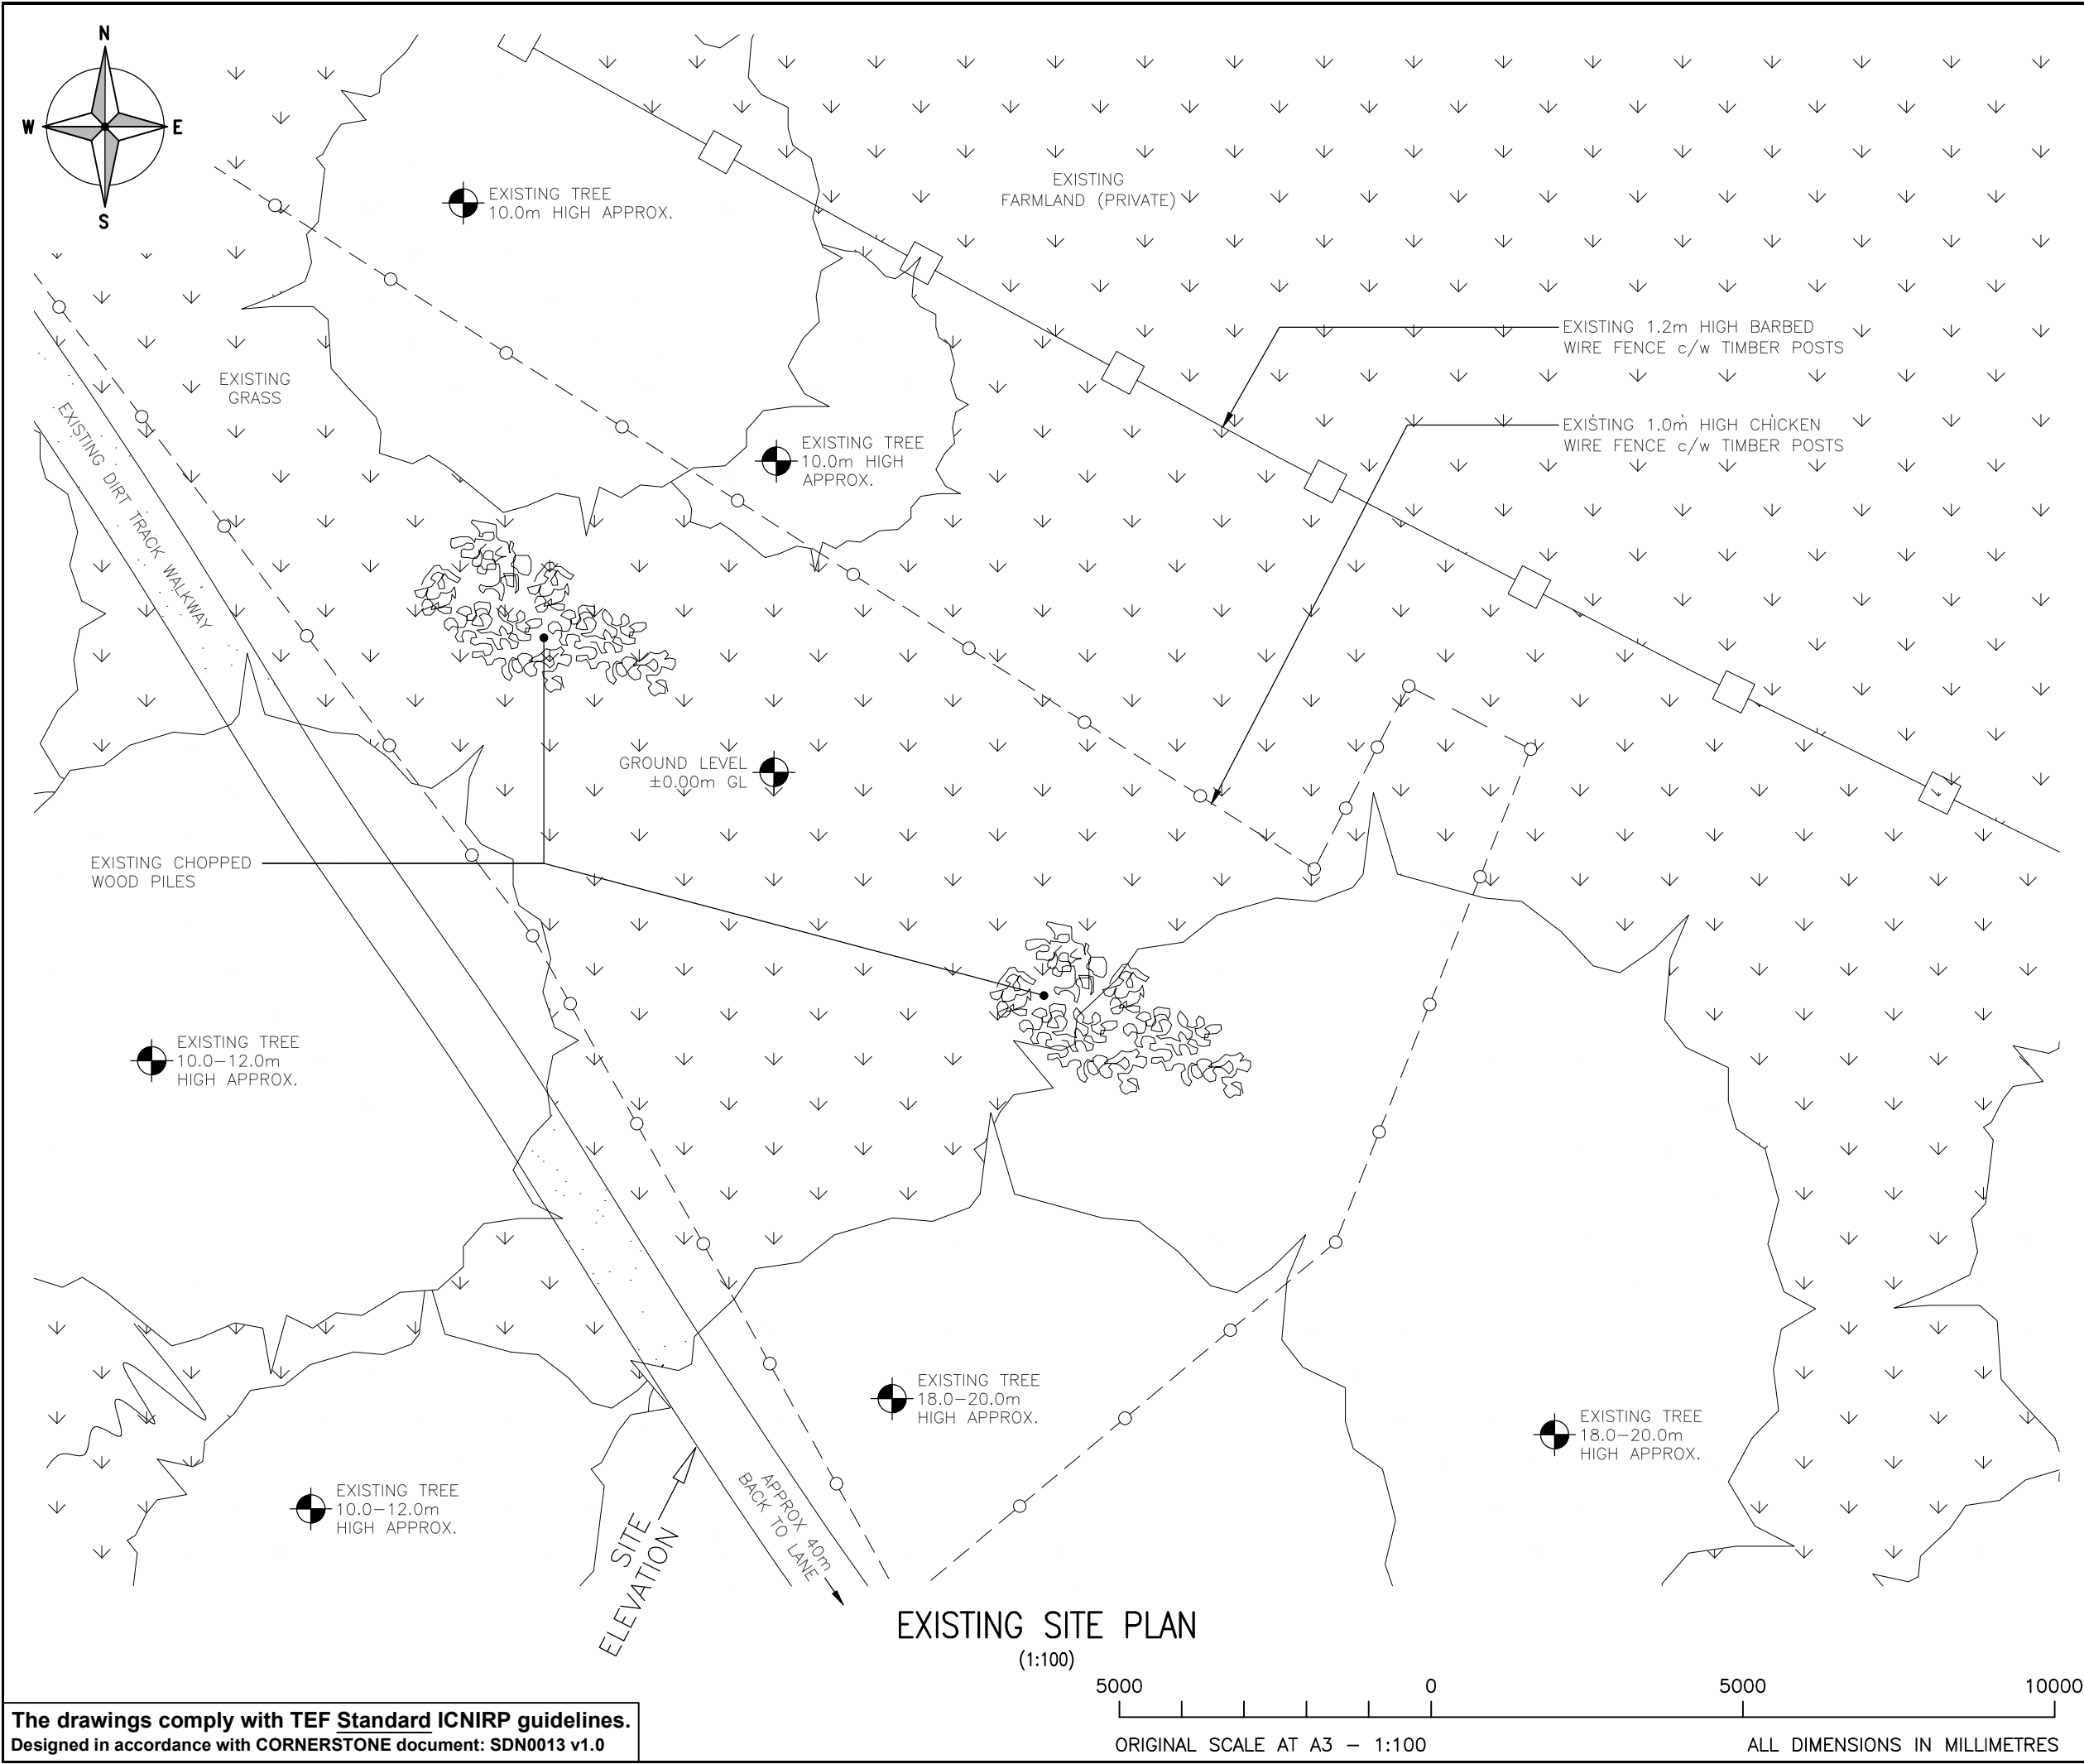 N
W
E
S
EXISTING TREE
10.0m HIGH APPROX.
EXISTING
FARMLAND (PRIVATE)
EXISTING 1.2m HIGH BARBED
WIRE FENCE c/w TIMBER POSTS
EXISTING
GRASS
EXISTING 1.0m HIGH CHICKEN
WIRE FENCE c/w TIMBER POSTS
EXISTING DIRT TRACK WALKWAY
EXISTING TREE
10.0m HIGH
APPROX.
GROUND LEVEL
±0.00m GL
EXISTING CHOPPED
WOOD PILES
EXISTING TREE
10.0-12.0m
HIGH APPROX.
EXISTING TREE
18.0-20.0m
HIGH APPROX.
EXISTING TREE
18.0-20.0m
HIGH APPROX.
EXISTING TREE
10.0-12.0m
HIGH APPROX.
SITE
ELEVATION
APPROX 40m
BACK TO LANE
EXISTING SITE PLAN
(1:100)
5000 0 5000 10000
ORIGINAL SCALE AT A3 - 1:100
ALL DIMENSIONS IN MILLIMETRES
The drawings comply with TEF Standard ICNIRP guidelines.
Designed in accordance with CORNERSTONE document: SDN0013 v1.0